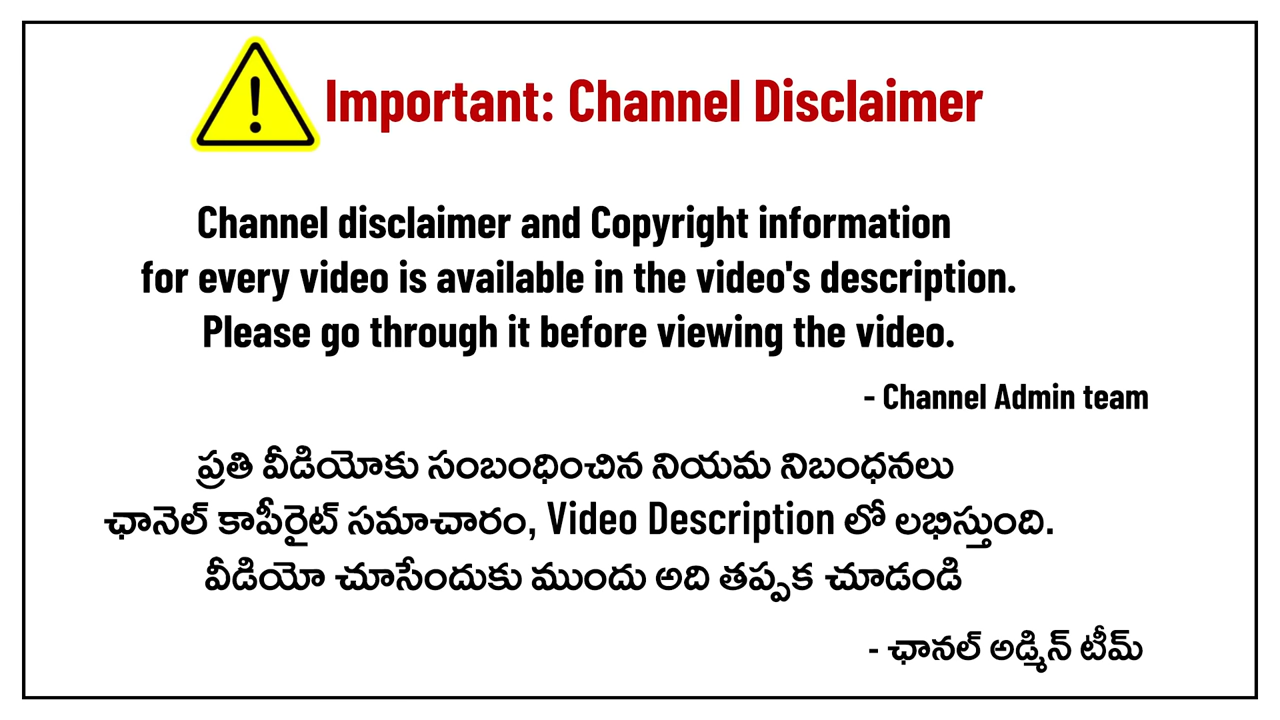 Important: Channel Disclaimer
Channel disclaimer and Copyright information
for every video is available in the video's description.
Please go through it before viewing the video.
- Channel Admin team
ప్రతి వీడియోకు సంబంధించిన నియమ నిబంధనలు
ఛానెల్ కాపీరైట్ సమాచారం, Video Description లో లభిస్తుంది.
వీడియో చూసేందుకు ముందు అది తప్పక చూడండి
- ఛానల్ అడ్మిన్ టీమ్